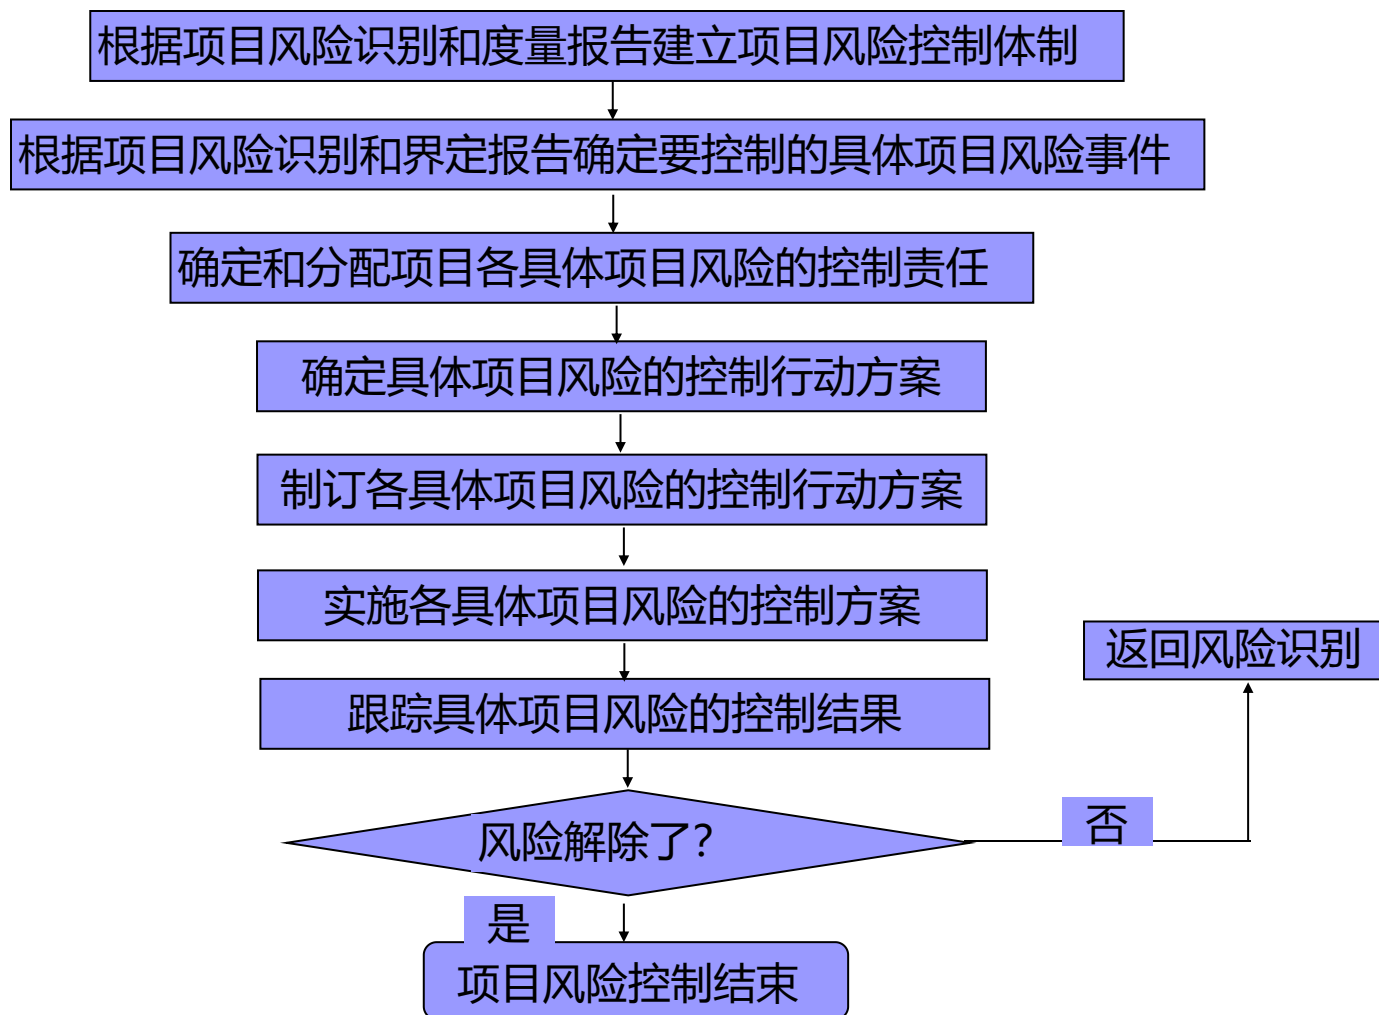 根据项目风险识别和度量报告建立项目风险控制体制
根据项目风险识别和界定报告确定要控制的具体项目风险事件
确定和分配项目各具体项目风险的控制责任
确定具体项目风险的控制行动方案
制订各具体项目风险的控制行动方案
实施各具体项目风险的控制方案
返回风险识别
跟踪具体项目风险的控制结果
否
风险解除了?
是
项目风险控制结束